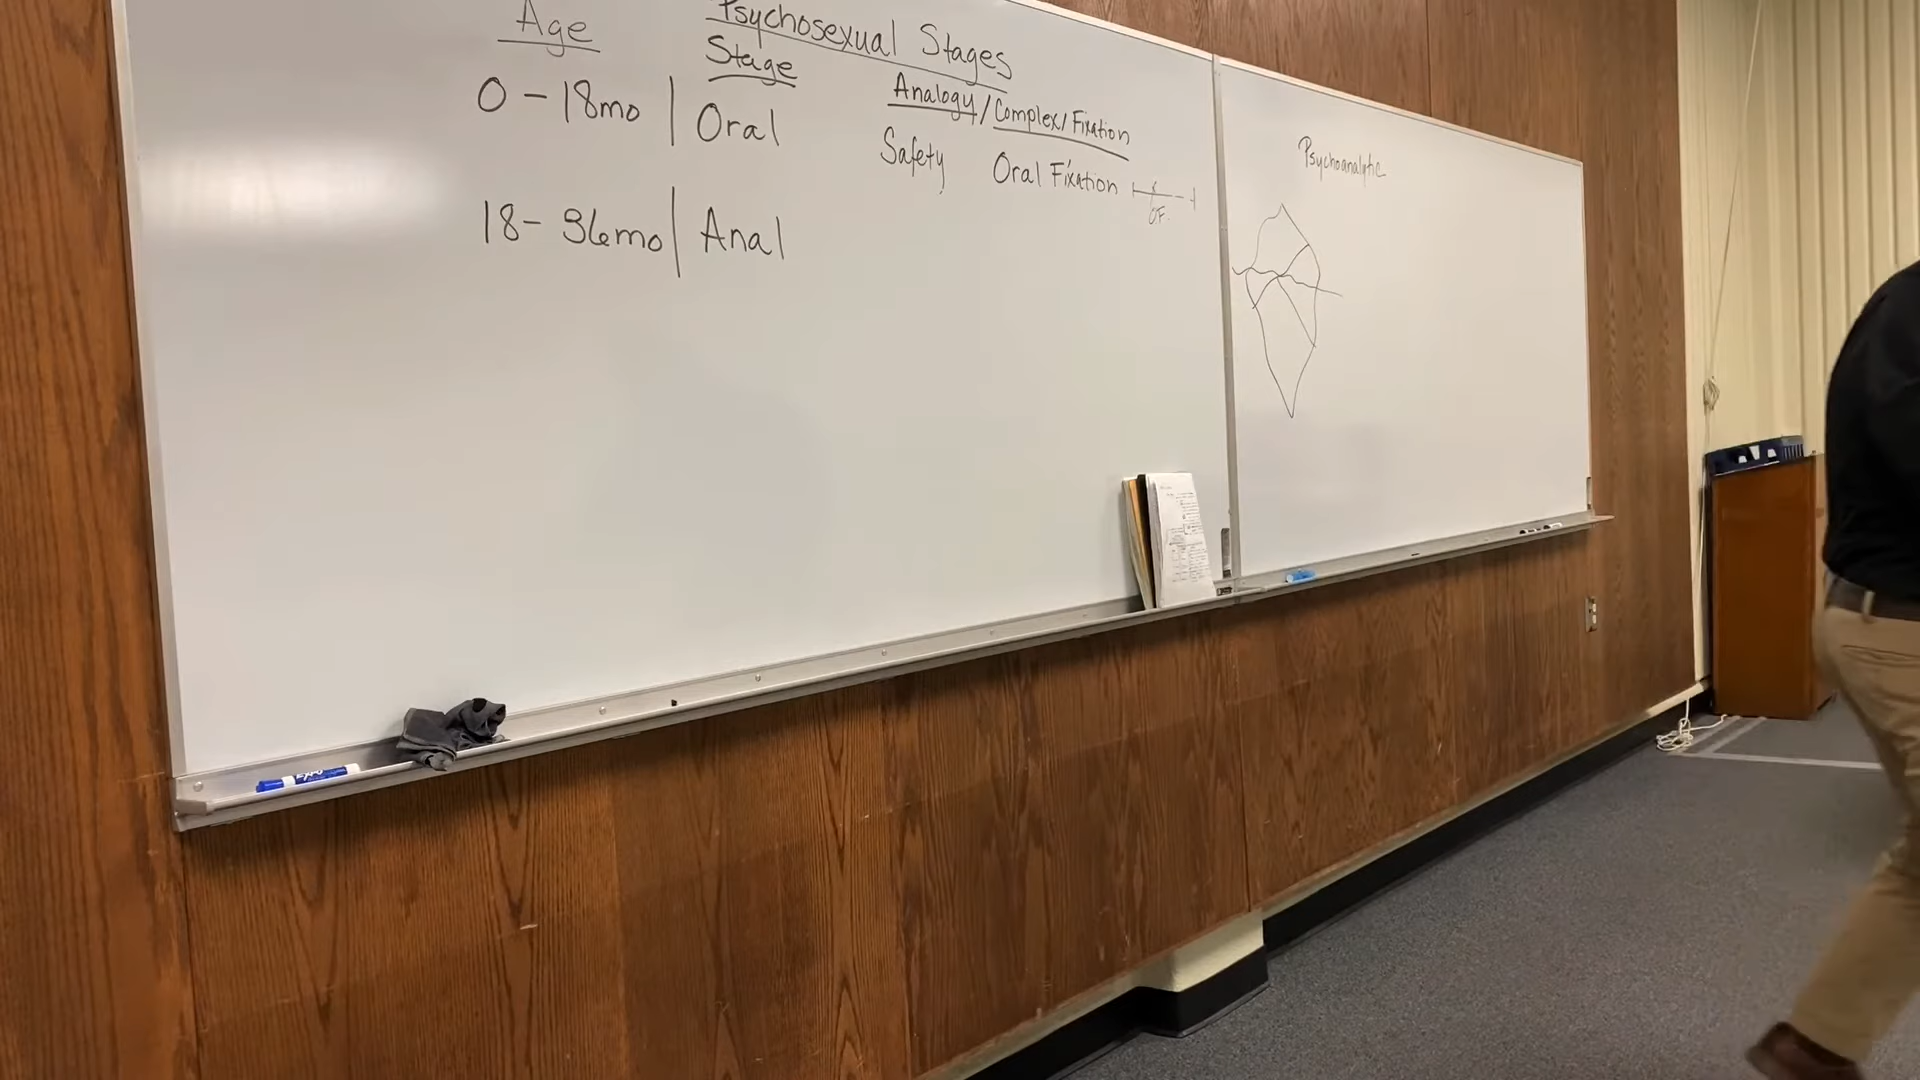 Psychosexual Stages
Age Stage Analogy/Complex/Fixation
0-18mo | Oral Safety Oral Fixation
O.F.
18-36mo | Anal
Psychoanalytic
EXPO